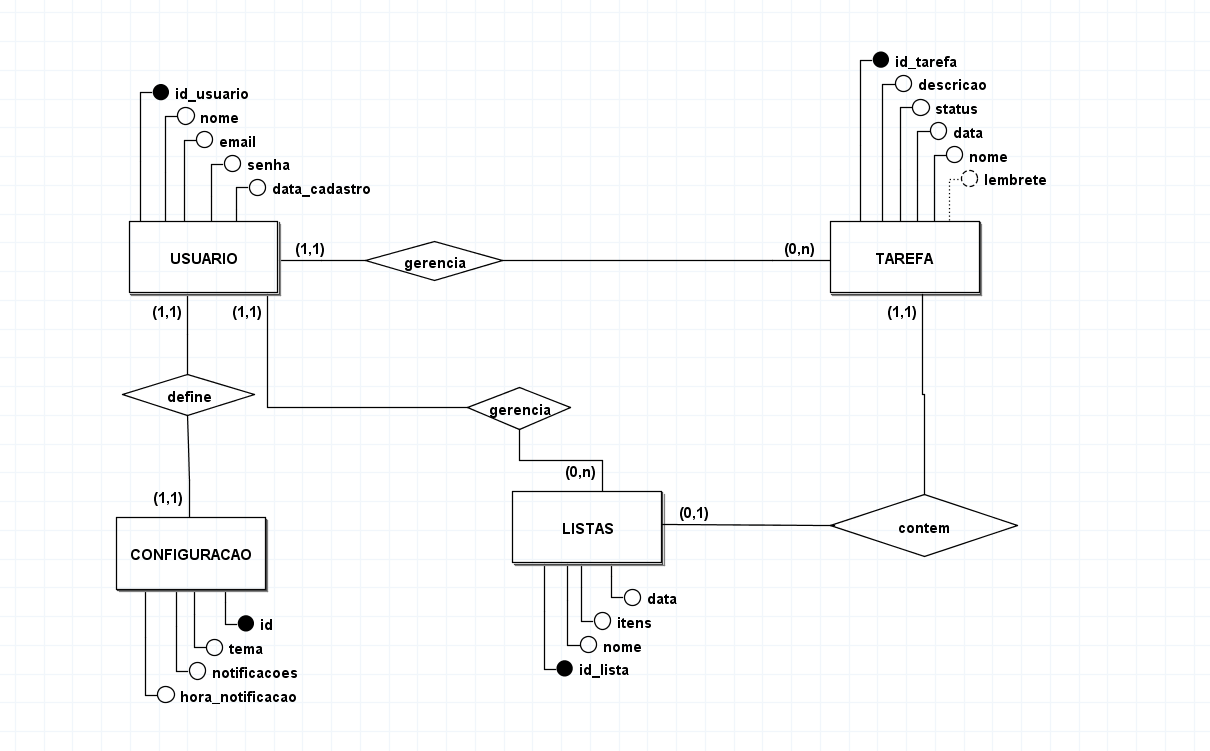 id_usuario
nome
email
senha
data_cadastro
USUARIO
id_tarefa
descricao
status
data
nome
lembrete
TAREFA
(1,1)
gerencia
(0,n)
(1,1)
(1,1)
(1,1)
define
gerencia
(0,n)
(1,1)
CONFIGURACAO
id
tema
notificacoes
hora_notificacao
LISTAS
(0,1)
contem
data
itens
nome
id_lista